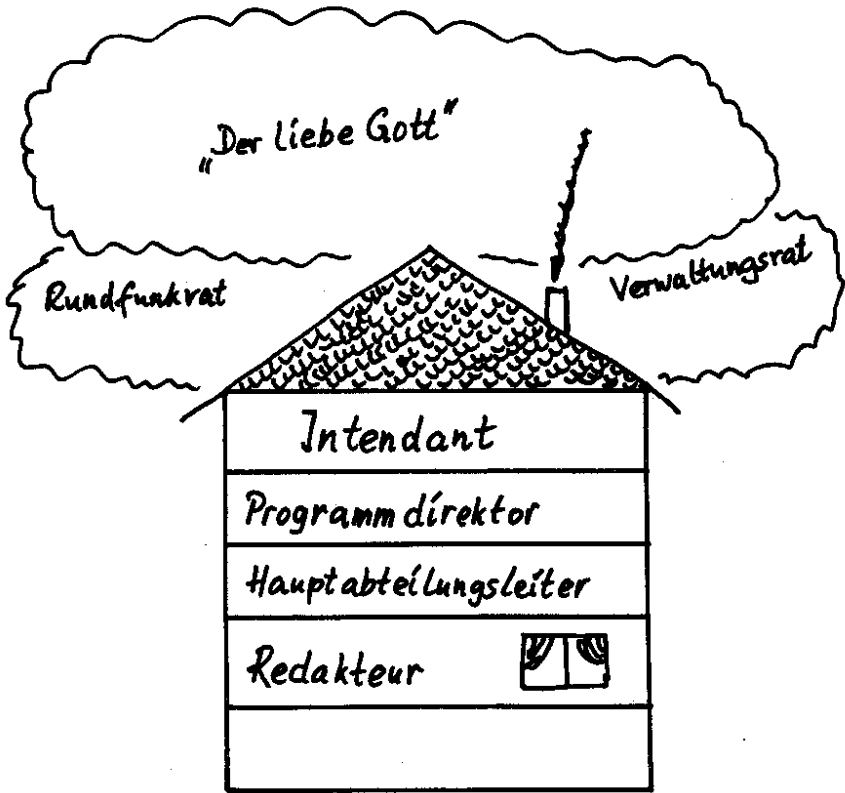 „Der liebe Gott"
Rundfunkrat
Verwaltungsrat
Intendant
Programmdirektor
Hauptabteilungsleiter
Redakteur